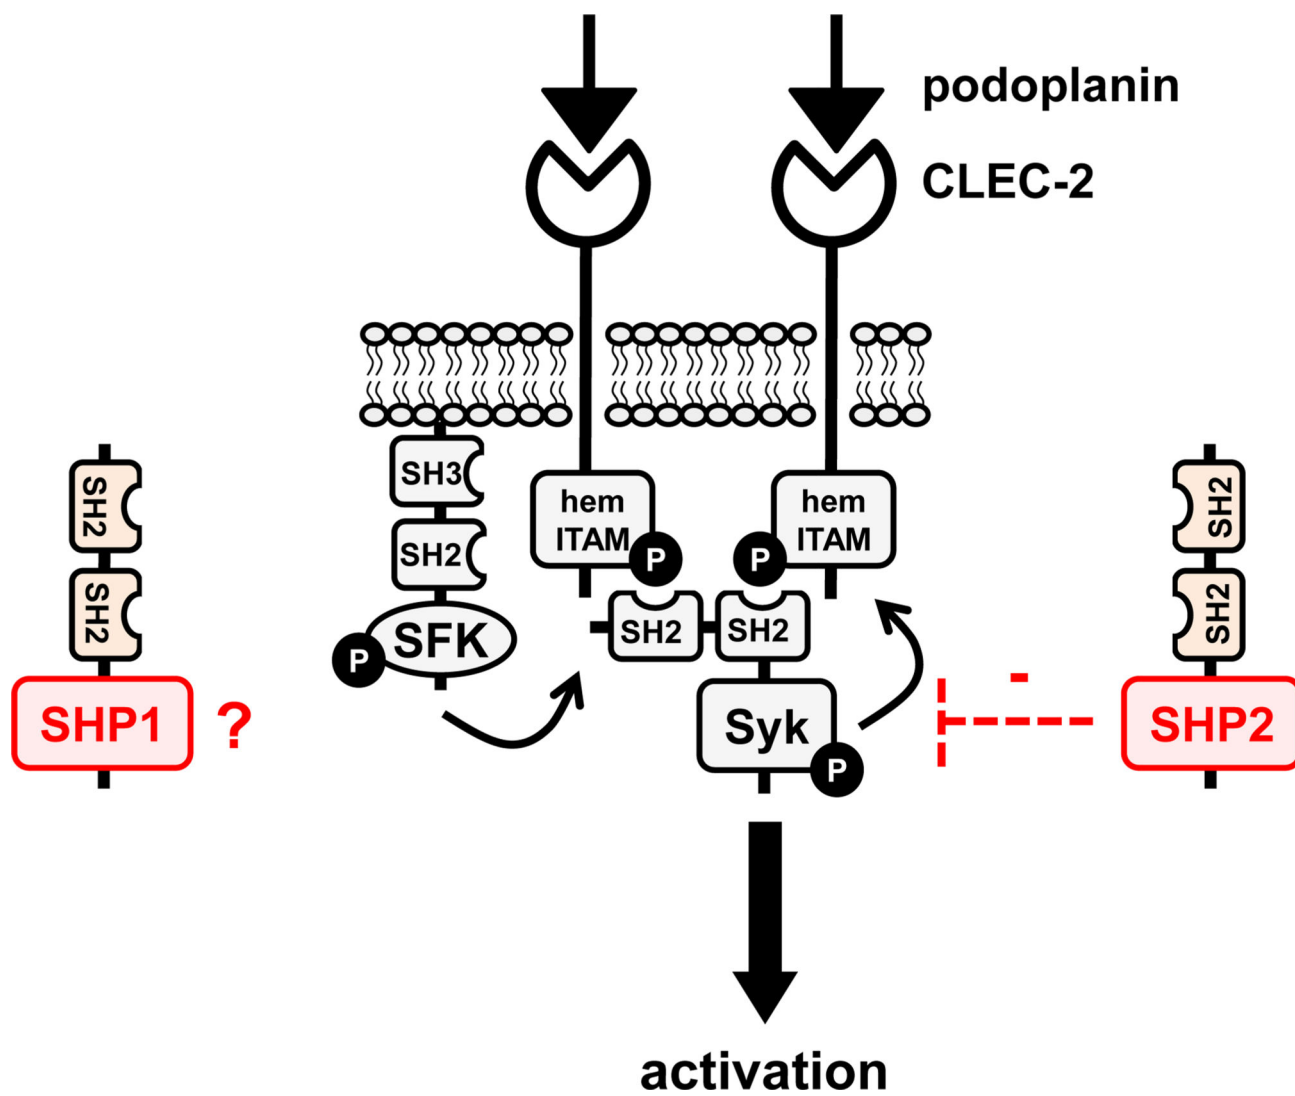 podoplanin
CLEC-2
SH3
SH2
SFK
P
hem
ITAM
P
hem
ITAM
P
SH2
SH2
Syk
P
SH2
SH2
SHP1
?
SH2
SH2
SHP2
-
activation